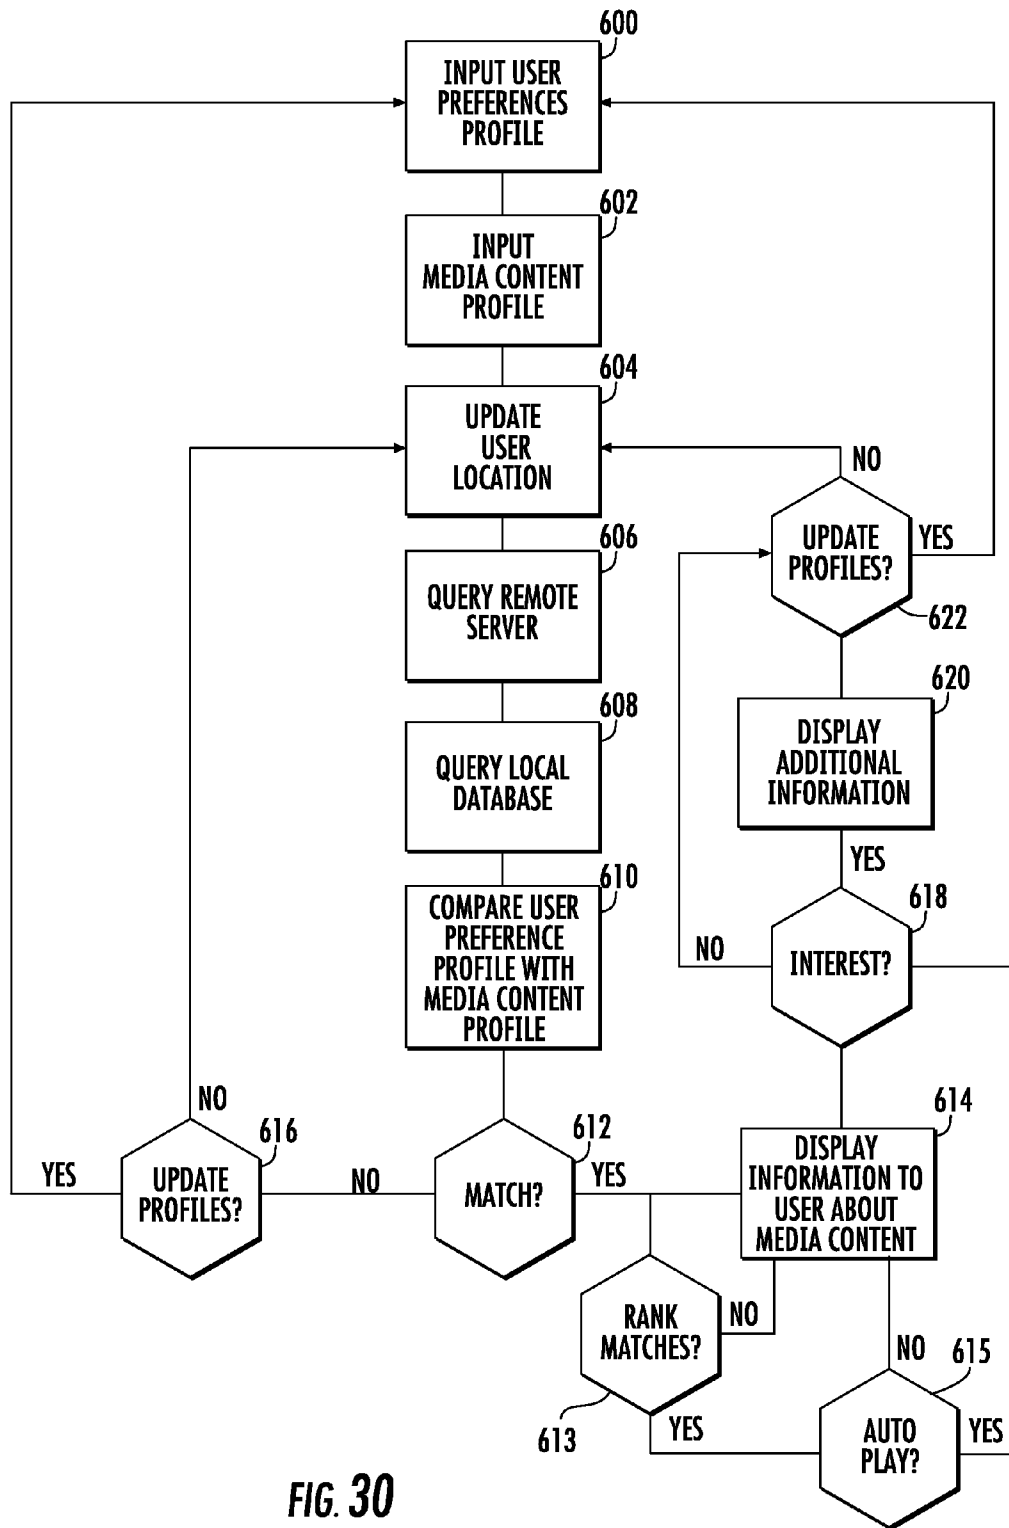 600
INPUT USER
PREFERENCES
PROFILE
602
INPUT
MEDIA CONTENT
PROFILE
604
UPDATE
USER
LOCATION
NO
UPDATE
PROFILES?
YES
622
606
QUERY REMOTE
SERVER
620
DISPLAY
ADDITIONAL
INFORMATION
608
QUERY LOCAL
DATABASE
YES
610
COMPARE USER
PREFERENCE
PROFILE WITH
MEDIA CONTENT
PROFILE
618
NO
INTEREST?
NO
616
YES
UPDATE
PROFILES?
NO
612
MATCH?
YES
614
DISPLAY
INFORMATION TO
USER ABOUT
MEDIA CONTENT
RANK
MATCHES?
NO
613
YES
NO
615
AUTO
PLAY?
YES
FIG. 30